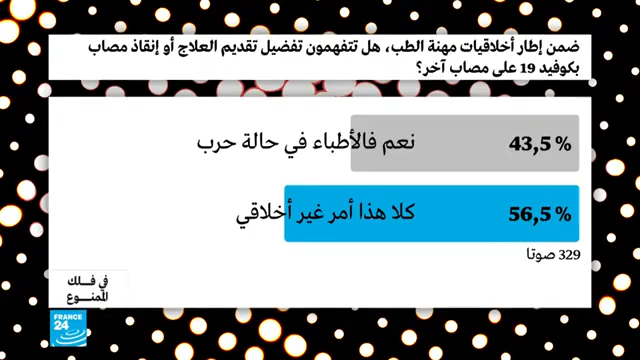 ضمن إطار أخلاقيات مهنة الطب، هل تتفهمون تفضيل تقديم العلاج أو إنقاذ مصاب
بكوفيد 19 على مصاب آخر؟
نعم فالأطباء في حالة حرب 43,5 %
كلا هذا أمر غير أخلاقي 56,5 %
329 صوتا
في فلك
الممنوع
FRANCE
24